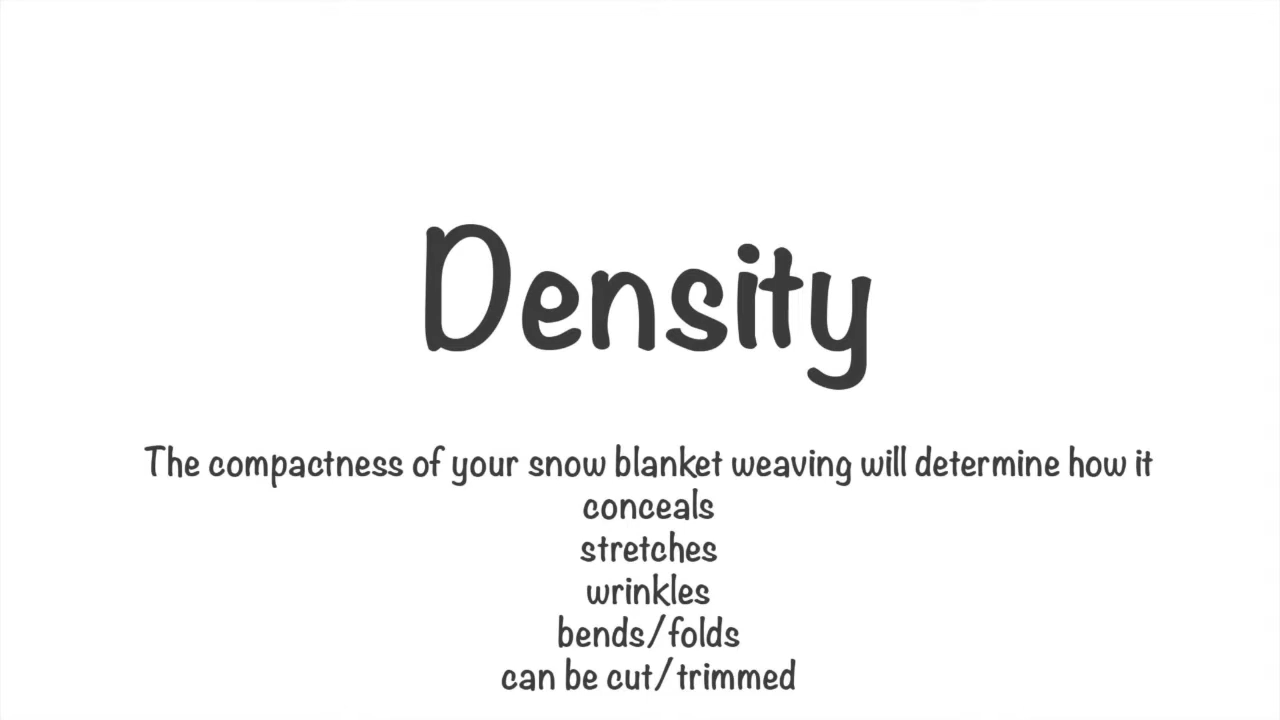 Density
The compactness of your snow blanket weaving will determine how it
conceals
stretches
wrinkles
bends/folds
can be cut/trimmed